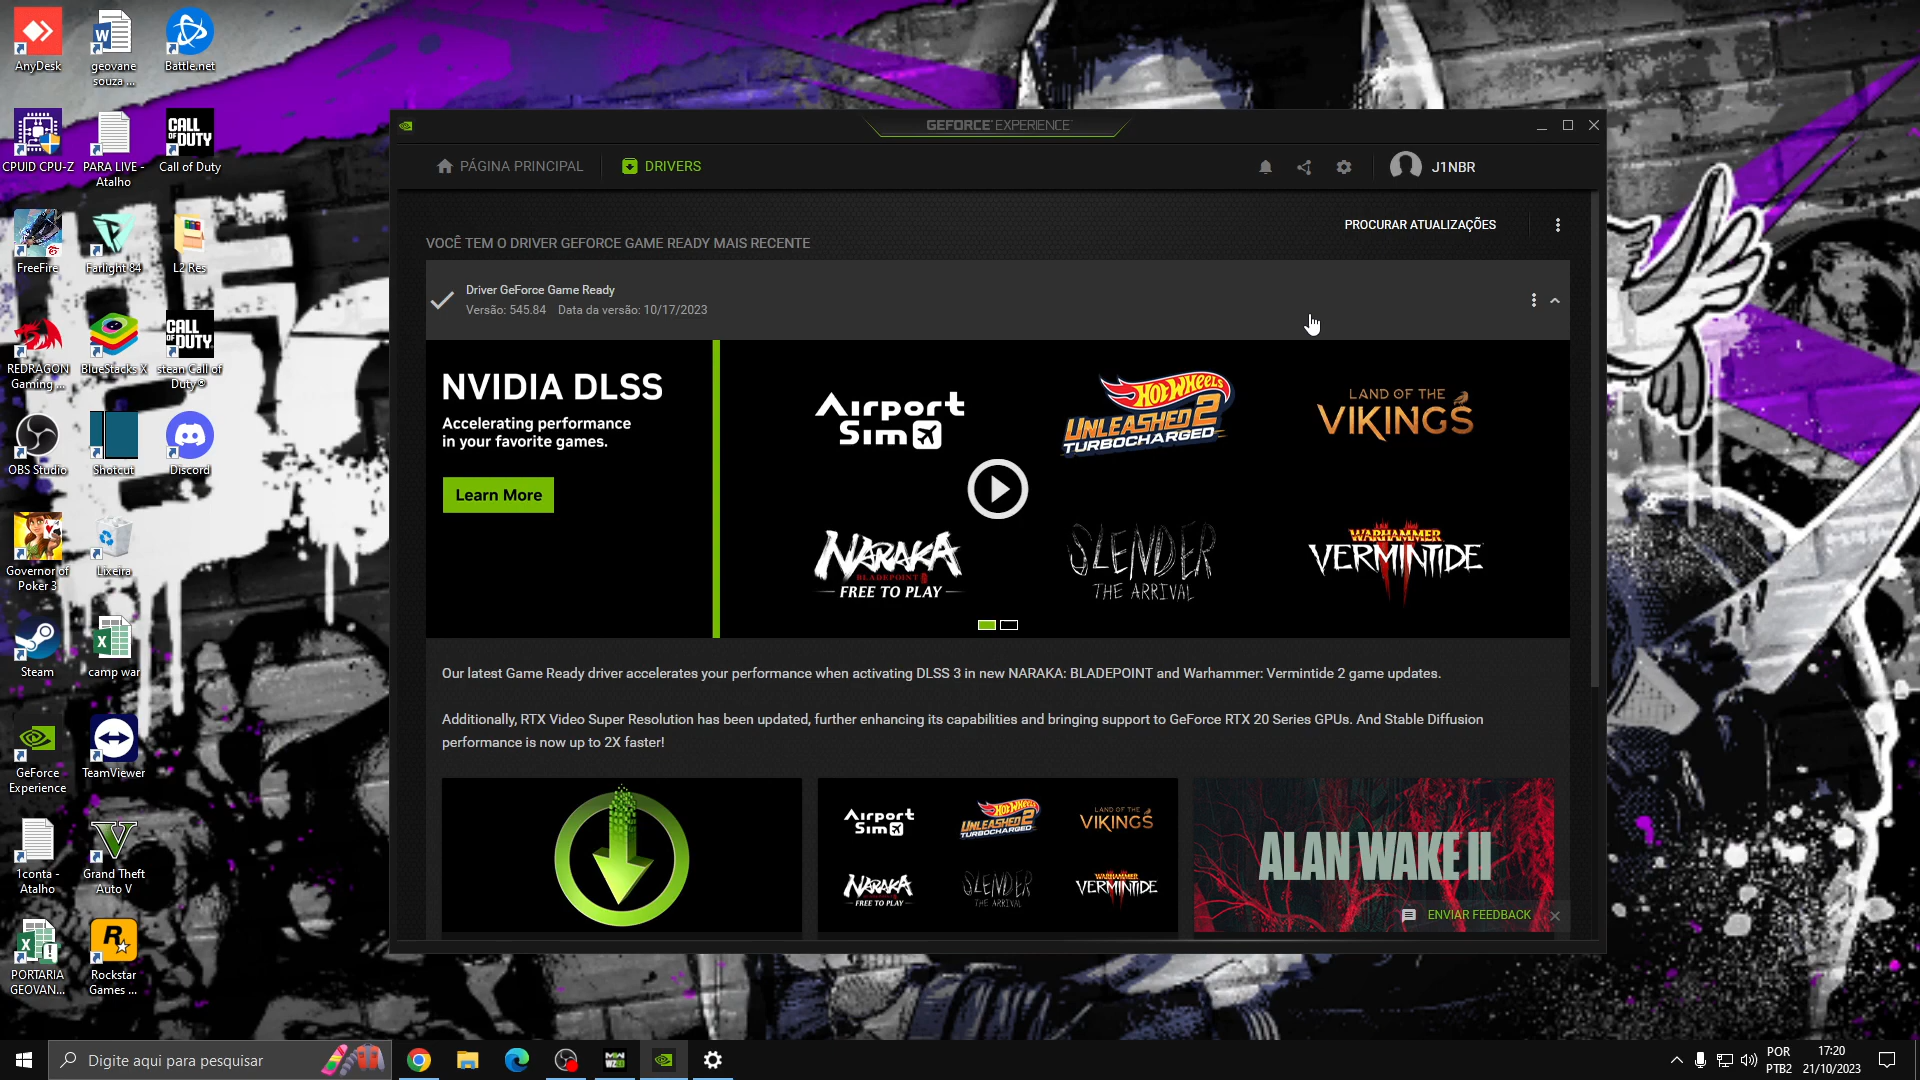 AnyDesk
geovane
souza ...
Battle.net
CPUID CPU-Z
PARA LIVE -
Atalho
CALL OF DUTY
Call of Duty
FreeFire
Farlight 84
L2 Res
REDRAGON
Gaming ...
BlueStacks X
CALL OF DUTY
stean Call of
Duty®
OBS Studio
Shotcut
Discord
Governor of
Poker 3
Lixeira
Steam
camp war
GeForce
Experience
TeamViewer
1conta -
Atalho
Grand Theft
Auto V
PORTARIA
GEOVAN...
Rockstar
Games ...
GEFORCE EXPERIENCE
PÁGINA PRINCIPAL
DRIVERS
J1NBR
PROCURAR ATUALIZAÇÕES
VOCÊ TEM O DRIVER GEFORCE GAME READY MAIS RECENTE
Driver GeForce Game Ready
Versão: 545.84 Data da versão: 10/17/2023
NVIDIA DLSS
Accelerating performance
in your favorite games.
Learn More
Airport
Sim
HOT WHEELS
UNLEASHED 2
TURBOCHARGED
LAND OF THE
VIKINGS
NARAKA
BLADEPOINT
FREE TO PLAY
SLENDER
THE ARRIVAL
WARHAMMER
VERMINTIDE
Our latest Game Ready driver accelerates your performance when activating DLSS 3 in new NARAKA: BLADEPOINT and Warhammer: Vermintide 2 game updates.
Additionally, RTX Video Super Resolution has been updated, further enhancing its capabilities and bringing support to GeForce RTX 20 Series GPUs. And Stable Diffusion
performance is now up to 2X faster!
Airport
Sim
HOT WHEELS
UNLEASHED 2
TURBOCHARGED
LAND OF THE
VIKINGS
NARAKA
FREE TO PLAY
SLENDER
THE ARRIVAL
WARHAMMER
VERMINTIDE
ALAN WAKE II
ENVIAR FEEDBACK
Digite aqui para pesquisar
POR
PTB2
17:20
21/10/2023